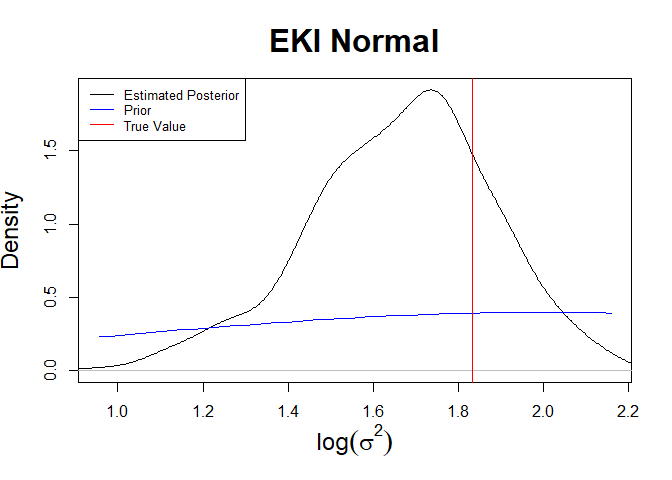 EKI Normal
Estimated Posterior
Prior
True Value
Density
0.0
0.5
1.0
1.5
1.0 1.2 1.4 1.6 1.8 2.0 2.2
log(σ²)